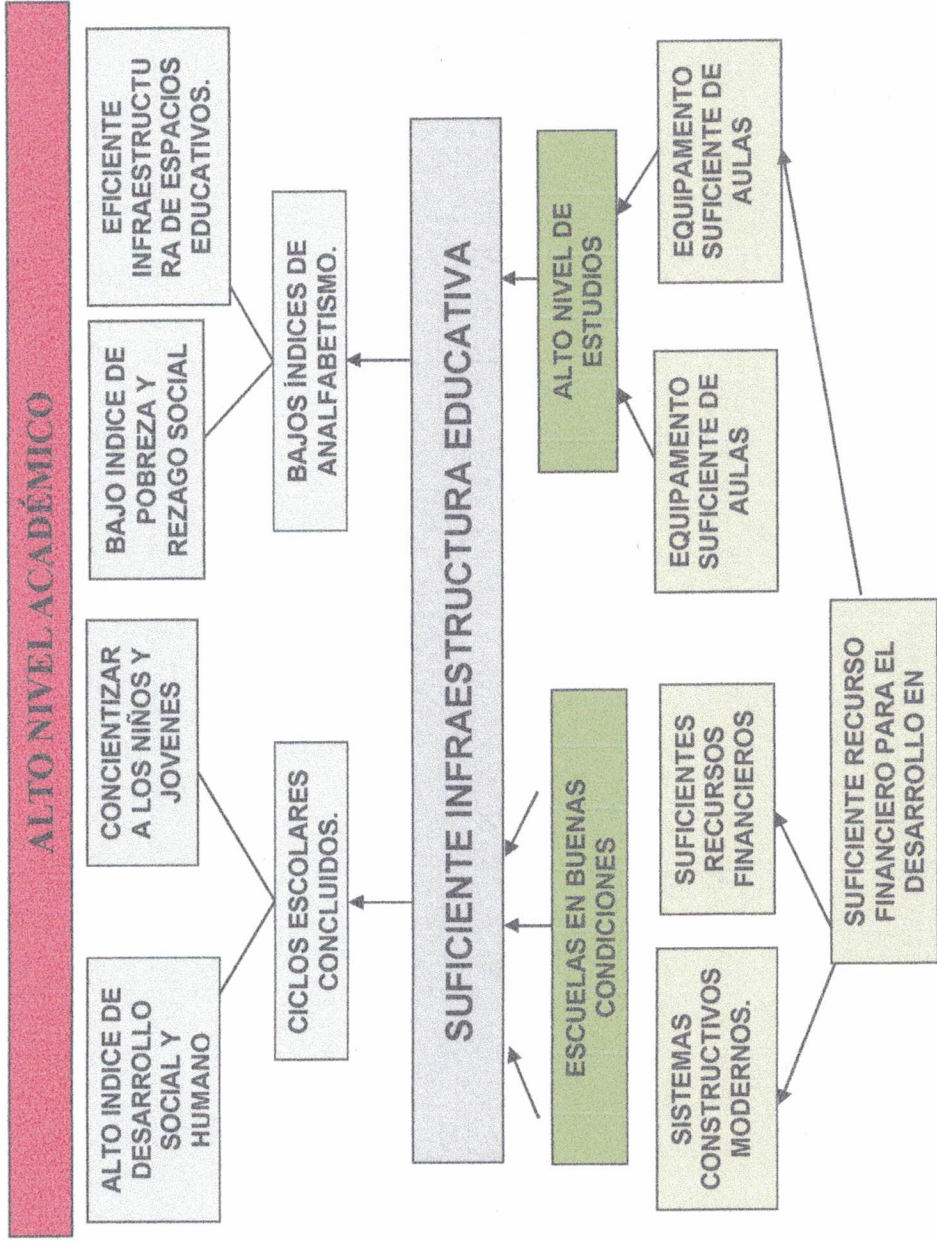 ALTO NIVEL ACADÉMICO
ALTO INDICE DE
DESARROLLO
SOCIAL Y
HUMANO
CONCIENTIZAR
A LOS NIÑOS Y
JOVENES
BAJO INDICE DE
POBREZA Y
REZAGO SOCIAL
EFICIENTE
INFRAESTRUCTU
RA DE ESPACIOS
EDUCATIVOS.
CICLOS ESCOLARES
CONCLUIDOS.
BAJOS ÍNDICES DE
ANALFABETISMO.
SUFICIENTE INFRAESTRUCTURA EDUCATIVA
ESCUELAS EN BUENAS
CONDICIONES
ALTO NIVEL DE
ESTUDIOS
SISTEMAS
CONSTRUCTIVOS
MODERNOS.
SUFICIENTES
RECURSOS
FINANCIEROS
EQUIPAMENTO
SUFICIENTE DE
AULAS
EQUIPAMENTO
SUFICIENTE DE
AULAS
SUFICIENTE RECURSO
FINANCIERO PARA EL
DESARROLLO EN